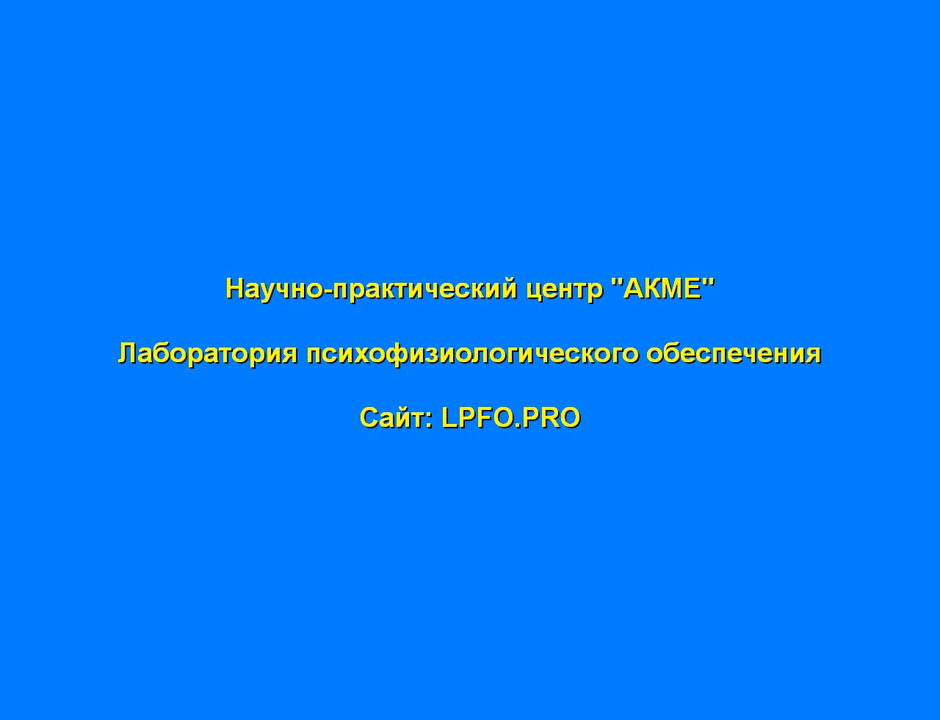 Научно-практический центр "АКМЕ"
Лаборатория психофизиологического обеспечения
Сайт: LPFO.PRO